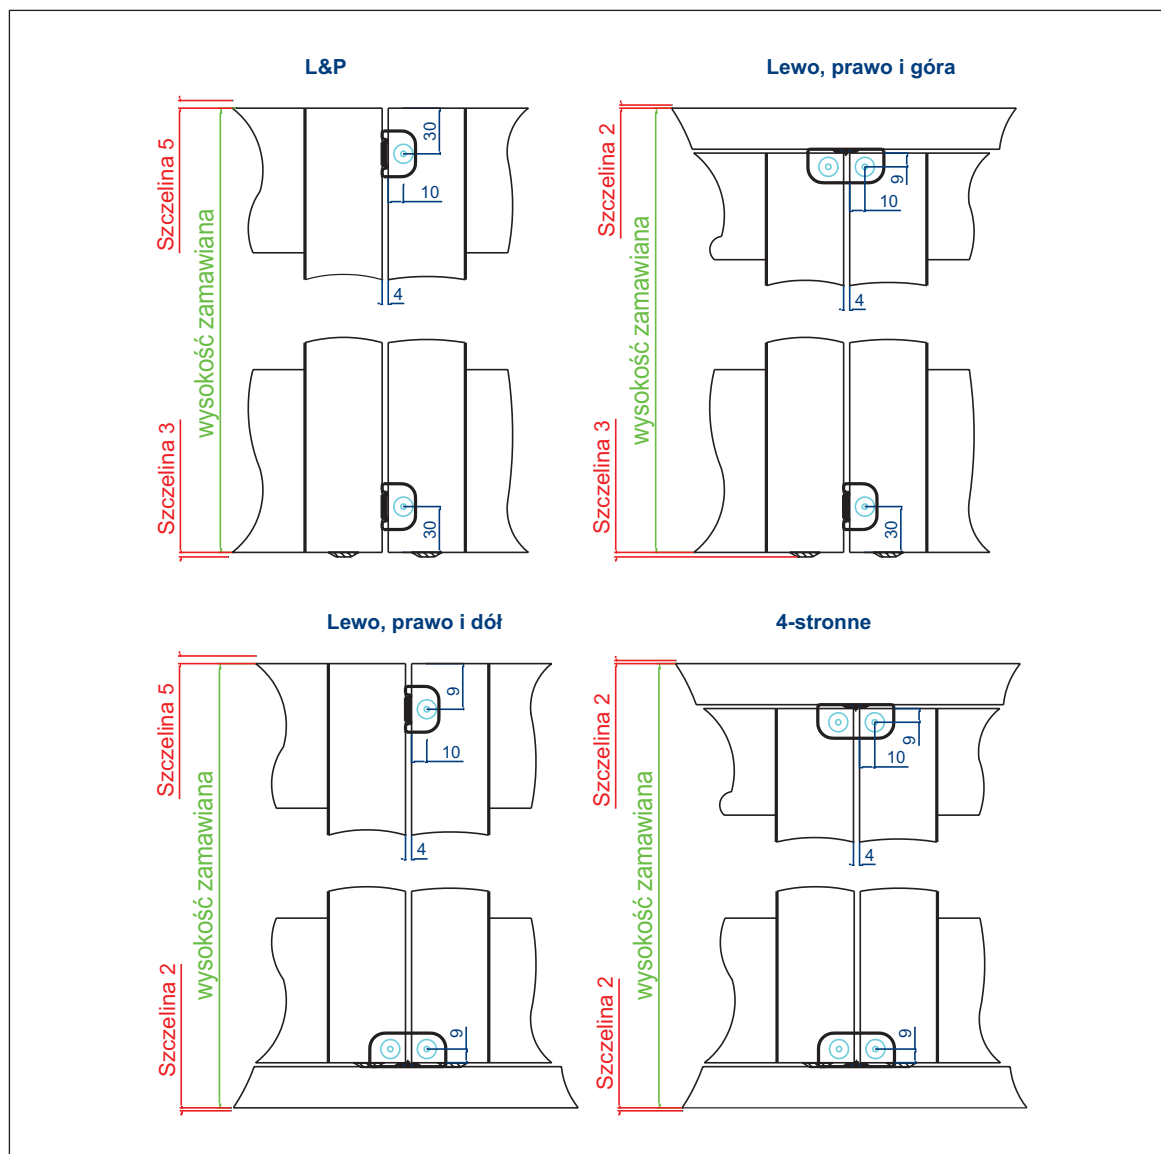 L&P
Szczelina 5
wysokość zamawiana
Szczelina 3
30
10
4
30
Lewo, prawo i góra
Szczelina 2
wysokość zamawiana
Szczelina 3
9
10
4
30
Lewo, prawo i dół
Szczelina 5
wysokość zamawiana
Szczelina 2
9
10
4
9
4-stronne
Szczelina 2
wysokość zamawiana
Szczelina 2
9
10
4
9